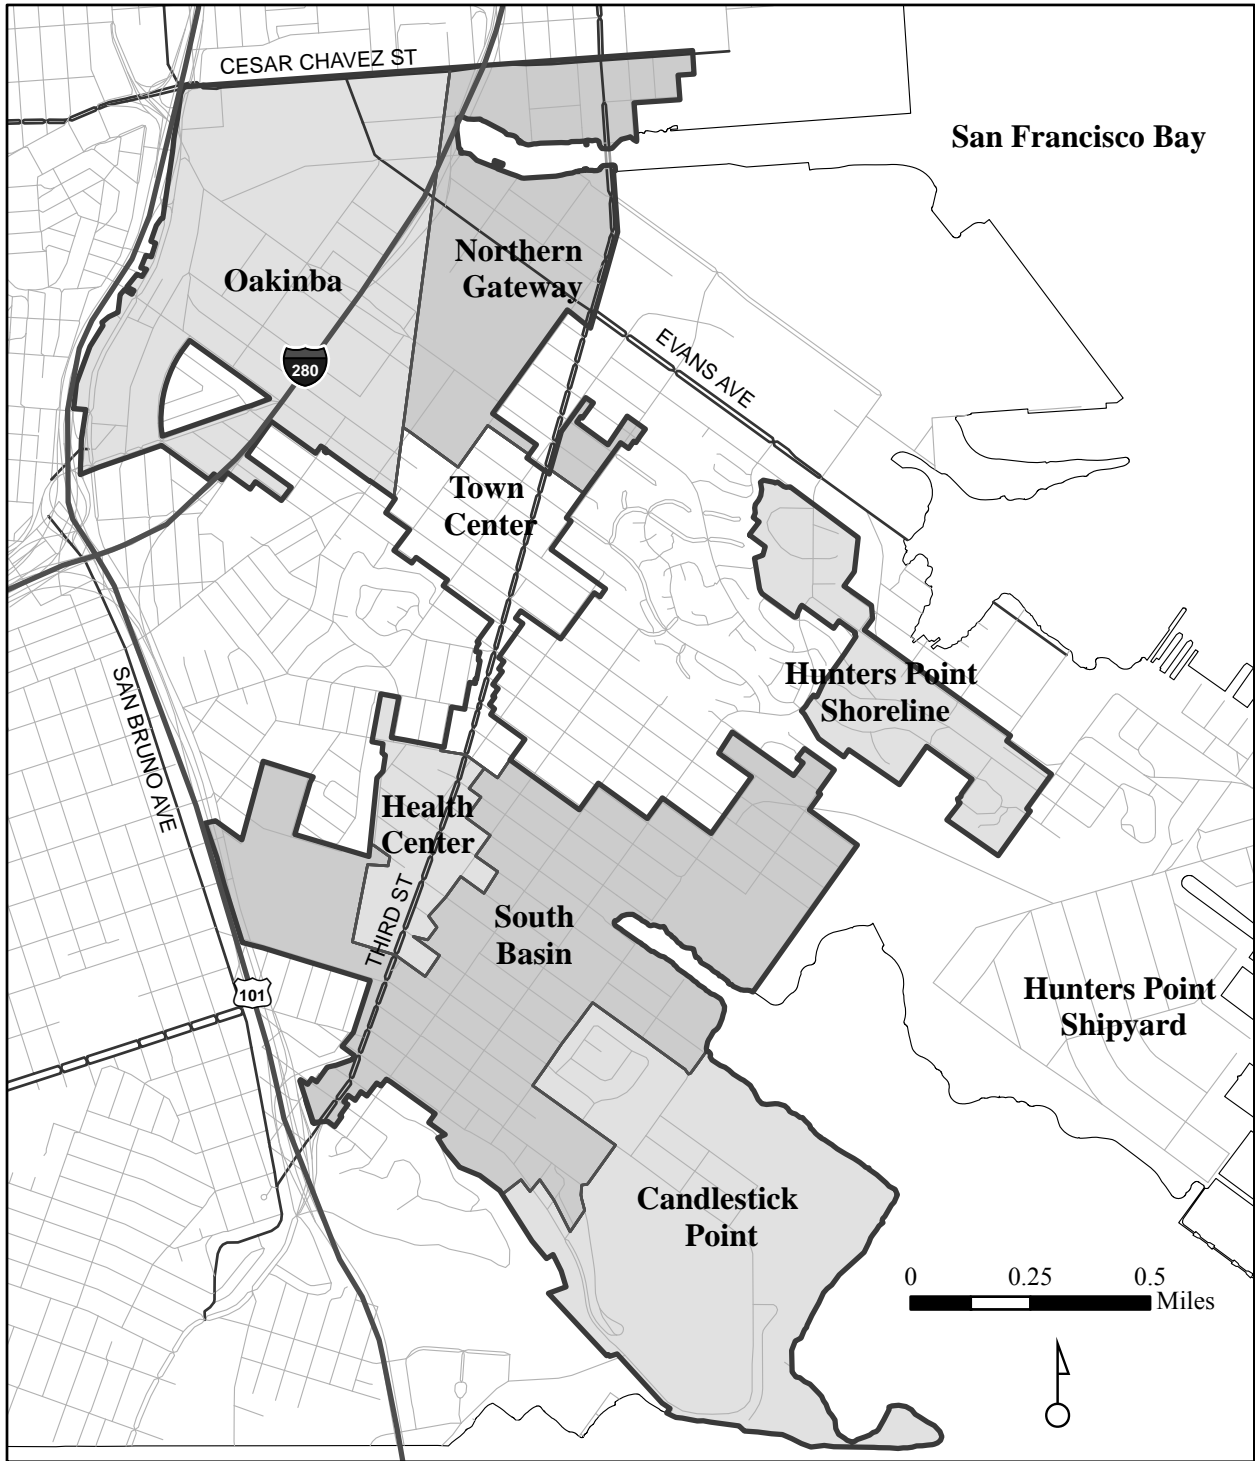 CESAR CHAVEZ ST
San Francisco Bay
Northern
Gateway
Oakinba
EVANS AVE
280
Town
Center
Hunters Point
Shoreline
SAN BRUNO AVE
Health
Center
THIRD ST
South
Basin
101
Hunters Point
Shipyard
Candlestick
Point
0 0.25 0.5
Miles